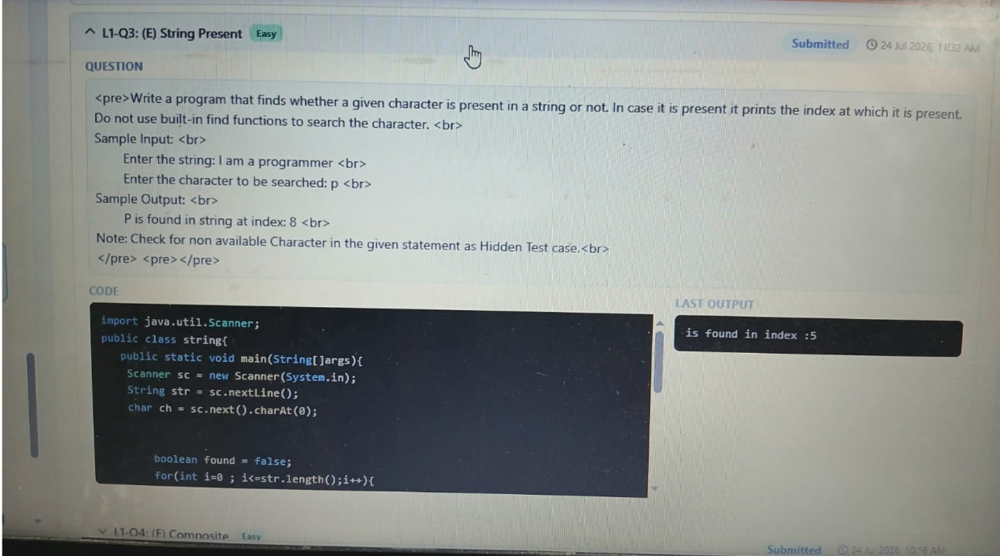 L1-Q3: (E) String Present Easy
Submitted 24 Jul 2026, 11:32 AM
QUESTION
<pre>Write a program that finds whether a given character is present in a string or not. In case it is present it prints the index at which it is present.
Do not use built-in find functions to search the character. <br>
Sample Input: <br>
Enter the string: I am a programmer <br>
Enter the character to be searched: p <br>
Sample Output: <br>
P is found in string at index: 8 <br>
Note: Check for non available Character in the given statement as Hidden Test case.<br>
</pre> <pre></pre>
CODE
import java.util.Scanner;
public class string{
public static void main(String[]args){
Scanner sc = new Scanner(System.in);
String str = sc.nextLine();
char ch = sc.next().charAt(0);
boolean found = false;
for(int i=0 ; i<=str.length();i++){
LAST OUTPUT
is found in index :5
L1-Q4: (E) Composite Easy
Submitted 24 Jul 2026, 10:16 AM